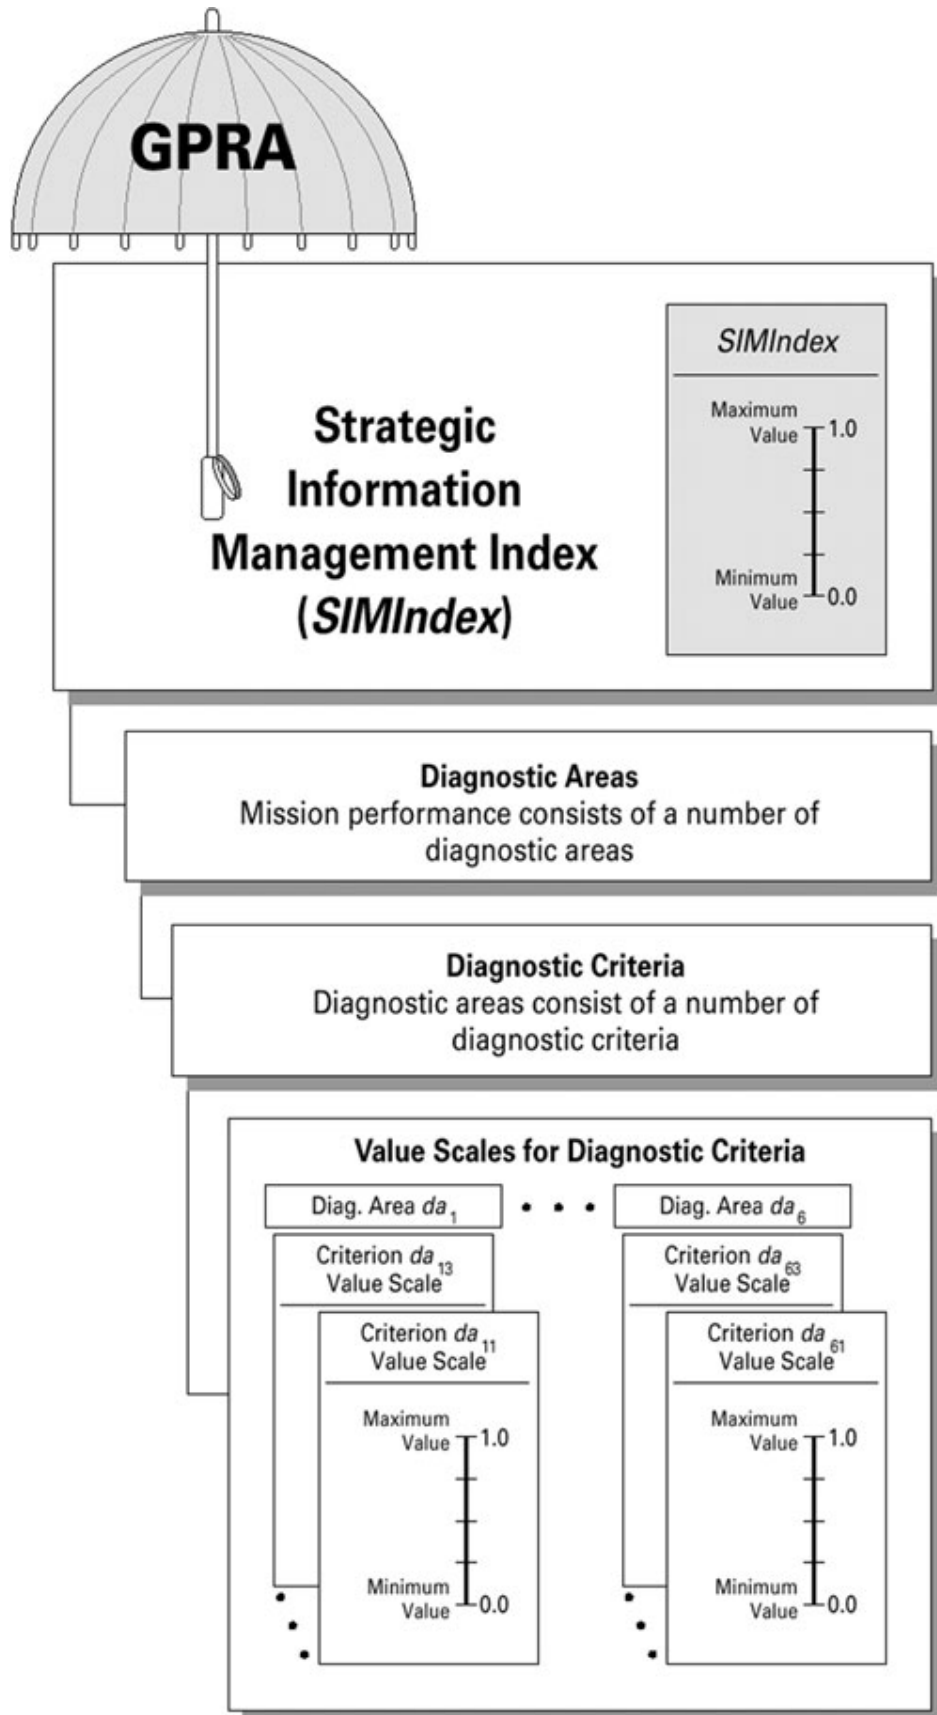 GPRA
Strategic
Information
Management Index
(SIMIndex)
SIMIndex
Maximum
Value
1.0
Minimum
Value
0.0
Diagnostic Areas
Mission performance consists of a number of
diagnostic areas
Diagnostic Criteria
Diagnostic areas consist of a number of
diagnostic criteria
Value Scales for Diagnostic Criteria
Diag. Area da1 • • • Diag. Area da6
Criterion da13
Value Scale
Criterion da11
Value Scale
Maximum
Value
1.0
Minimum
Value
0.0
Criterion da63
Value Scale
Criterion da61
Value Scale
Maximum
Value
1.0
Minimum
Value
0.0